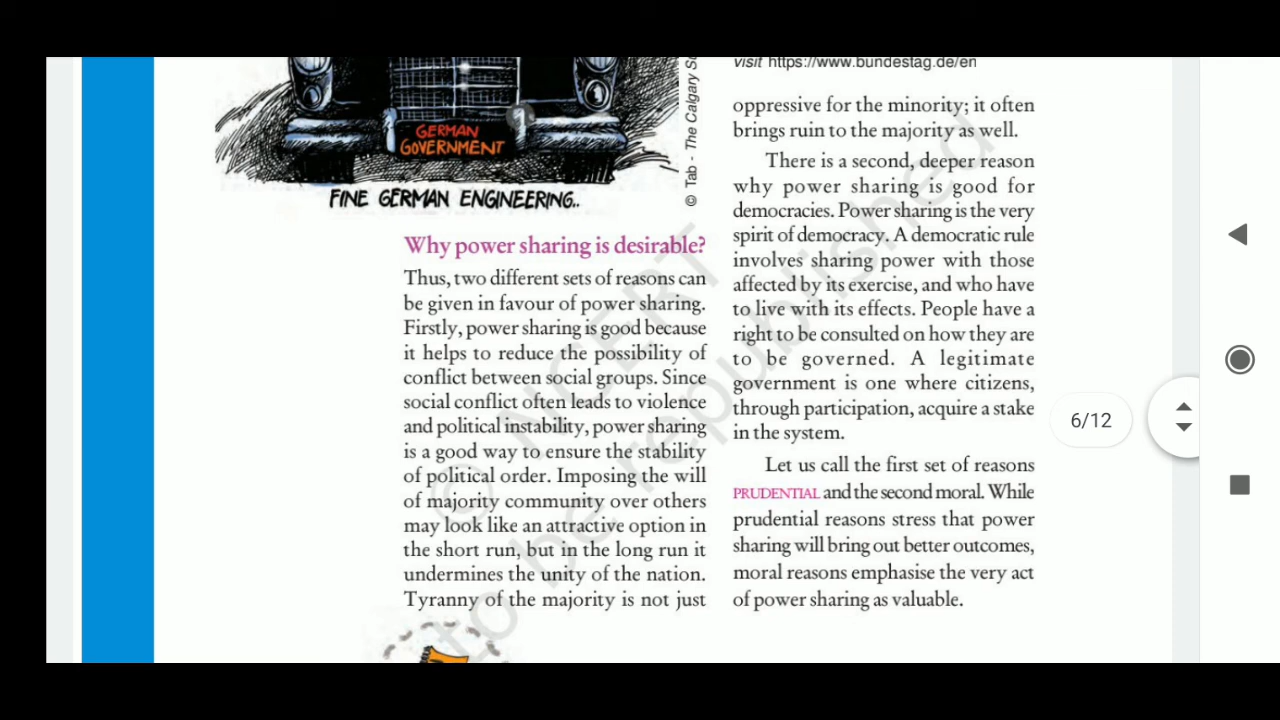 GERMAN
GOVERNMENT
FINE GERMAN ENGINEERING..
© Tab - The Calgary
Why power sharing is desirable?
Thus, two different sets of reasons can
be given in favour of power sharing.
Firstly, power sharing is good because
it helps to reduce the possibility of
conflict between social groups. Since
social conflict often leads to violence
and political instability, power sharing
is a good way to ensure the stability
of political order. Imposing the will
of majority community over others
may look like an attractive option in
the short run, but in the long run it
undermines the unity of the nation.
Tyranny of the majority is not just
visit https://www.bundestag.de/en
oppressive for the minority; it often
brings ruin to the majority as well.
There is a second, deeper reason
why power sharing is good for
democracies. Power sharing is the very
spirit of democracy. A democratic rule
involves sharing power with those
affected by its exercise, and who have
to live with its effects. People have a
right to be consulted on how they are
to be governed. A legitimate
government is one where citizens,
through participation, acquire a stake
in the system.
Let us call the first set of reasons
PRUDENTIAL and the second moral. While
prudential reasons stress that power
sharing will bring out better outcomes,
moral reasons emphasise the very act
of power sharing as valuable.
© NCERT
to be republished
6/12